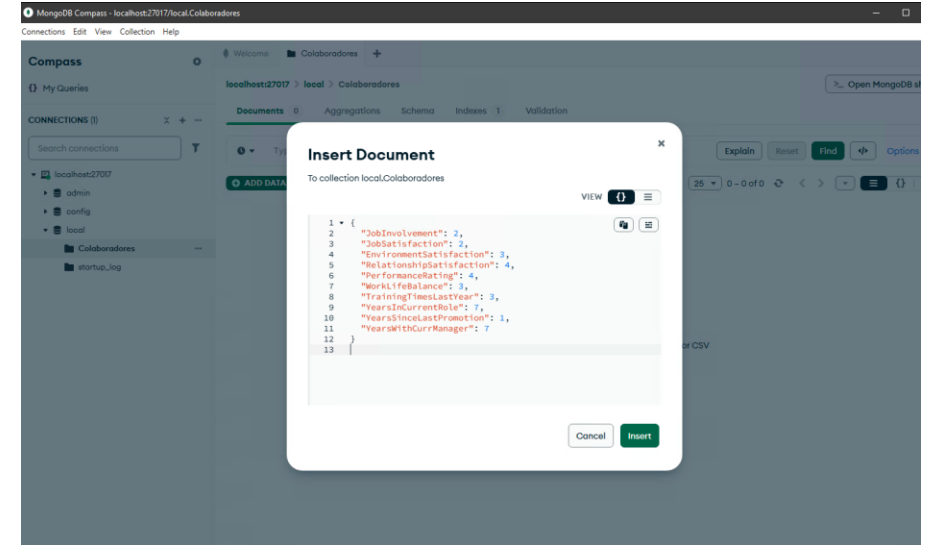 MongoDB Compass - localhost:27017/local.Colaboradores
Connections Edit View Collection Help
Compass
Welcome
Colaboradores
{} My Queries
localhost:27017 > local > Colaboradores
>_ Open MongoDB sh
Documents 0 Aggregations Schema Indexes 1 Validation
CONNECTIONS (1)
Search connections
Explain Reset Find Options
ADD DATA
25 0 – 0 of 0
localhost:27017
admin
config
local
Colaboradores
startup_log
Insert Document
To collection local.Colaboradores
VIEW {}
1 {
2 "JobInvolvement": 2,
3 "JobSatisfaction": 2,
4 "EnvironmentSatisfaction": 3,
5 "RelationshipSatisfaction": 4,
6 "PerformanceRating": 4,
7 "WorkLifeBalance": 3,
8 "TrainingTimesLastYear": 3,
9 "YearsInCurrentRole": 7,
10 "YearsSinceLastPromotion": 1,
11 "YearsWithCurrManager": 7
12 }
13
or CSV
Cancel Insert